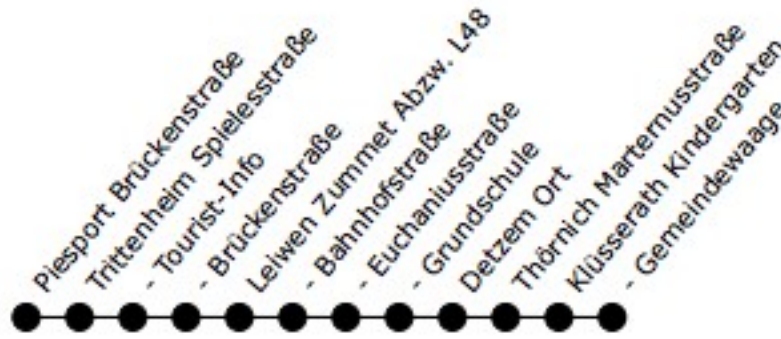 Piesport Brückenstraße
Trittenheim Spielesstraße
- Tourist-Info
- Brückenstraße
Leiwen Zummet Abzw. L48
- Bahnhofstraße
- Euchaniusstraße
- Grundschule
Detzem Ort
Thörnich Marternusstraße
Klüsserath Kindergarten
- Gemeindewaage